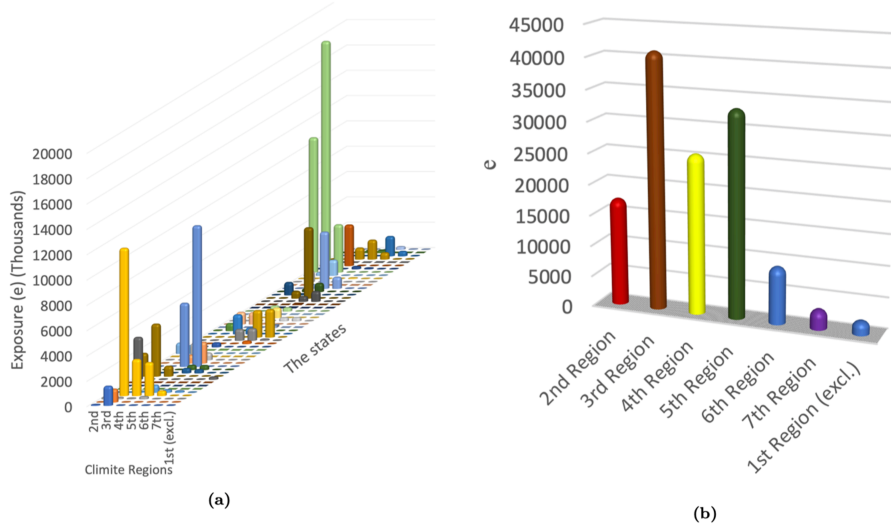 20000
18000
16000
14000
12000
10000
8000
6000
4000
2000
0
Exposure (e) (Thousands)
2nd
3rd
4th
5th
6th
7th
1st (excl.)
Climite Regions
The states
(a)
45000
40000
35000
30000
25000
20000
15000
10000
5000
0
e
2nd Region
3rd Region
4th Region
5th Region
6th Region
7th Region
1st Region (excl.)
(b)